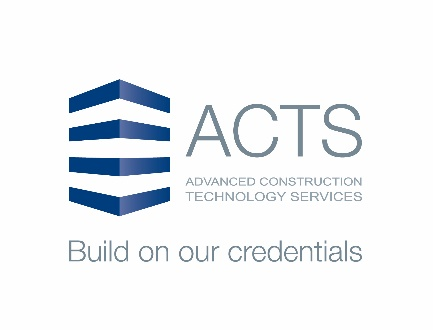 ACTS
ADVANCED CONSTRUCTION
TECHNOLOGY SERVICES
Build on our credentials